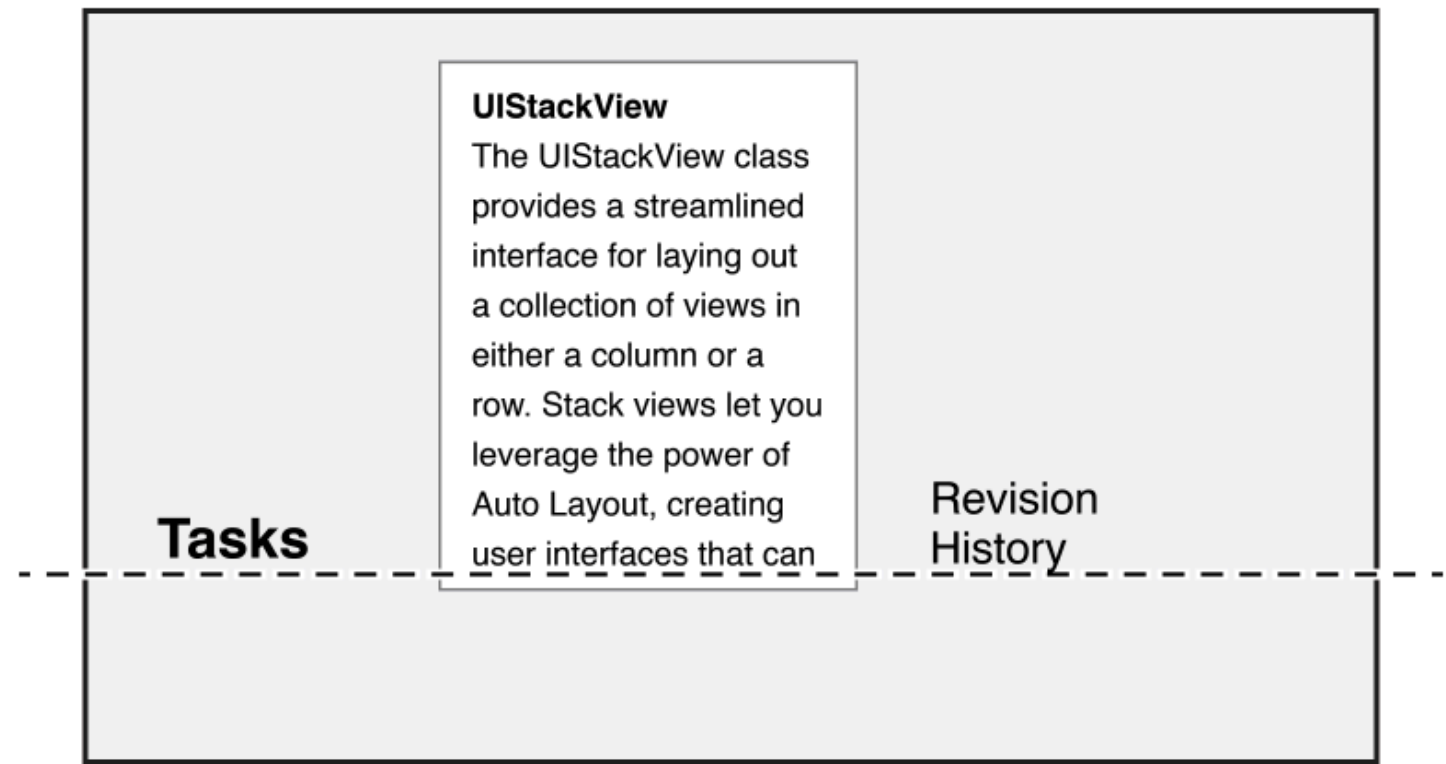 UIStackView
The UIStackView class
provides a streamlined
interface for laying out
a collection of views in
either a column or a
row. Stack views let you
leverage the power of
Auto Layout, creating
user interfaces that can
Tasks
Revision
History